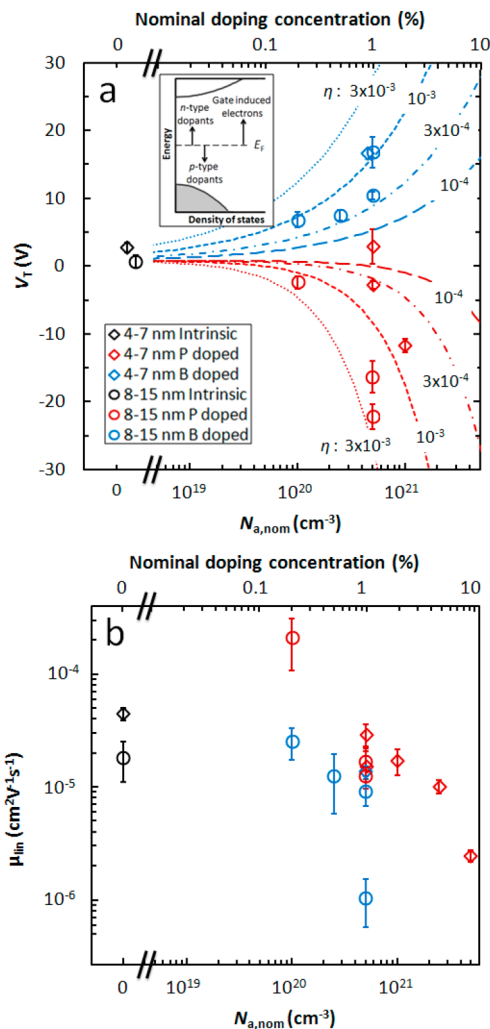 Nominal doping concentration (%)
0 0.1 1 10
a
30
20
10
0
-10
-20
-30
V_T (V)
n-type
dopants
Gate induced
electrons
E_F
p-type
dopants
Energy
Density of states
η : 3x10⁻³
10⁻³
3x10⁻⁴
10⁻⁴
10⁻⁴
3x10⁻⁴
10⁻³
η : 3x10⁻³
4-7 nm Intrinsic
4-7 nm P doped
4-7 nm B doped
8-15 nm Intrinsic
8-15 nm P doped
8-15 nm B doped
0 10¹⁹ 10²⁰ 10²¹
N_a,nom (cm⁻³)
Nominal doping concentration (%)
0 0.1 1 10
b
10⁻⁴
10⁻⁵
10⁻⁶
μ_lin (cm²V⁻¹s⁻¹)
0 10¹⁹ 10²⁰ 10²¹
N_a,nom (cm⁻³)